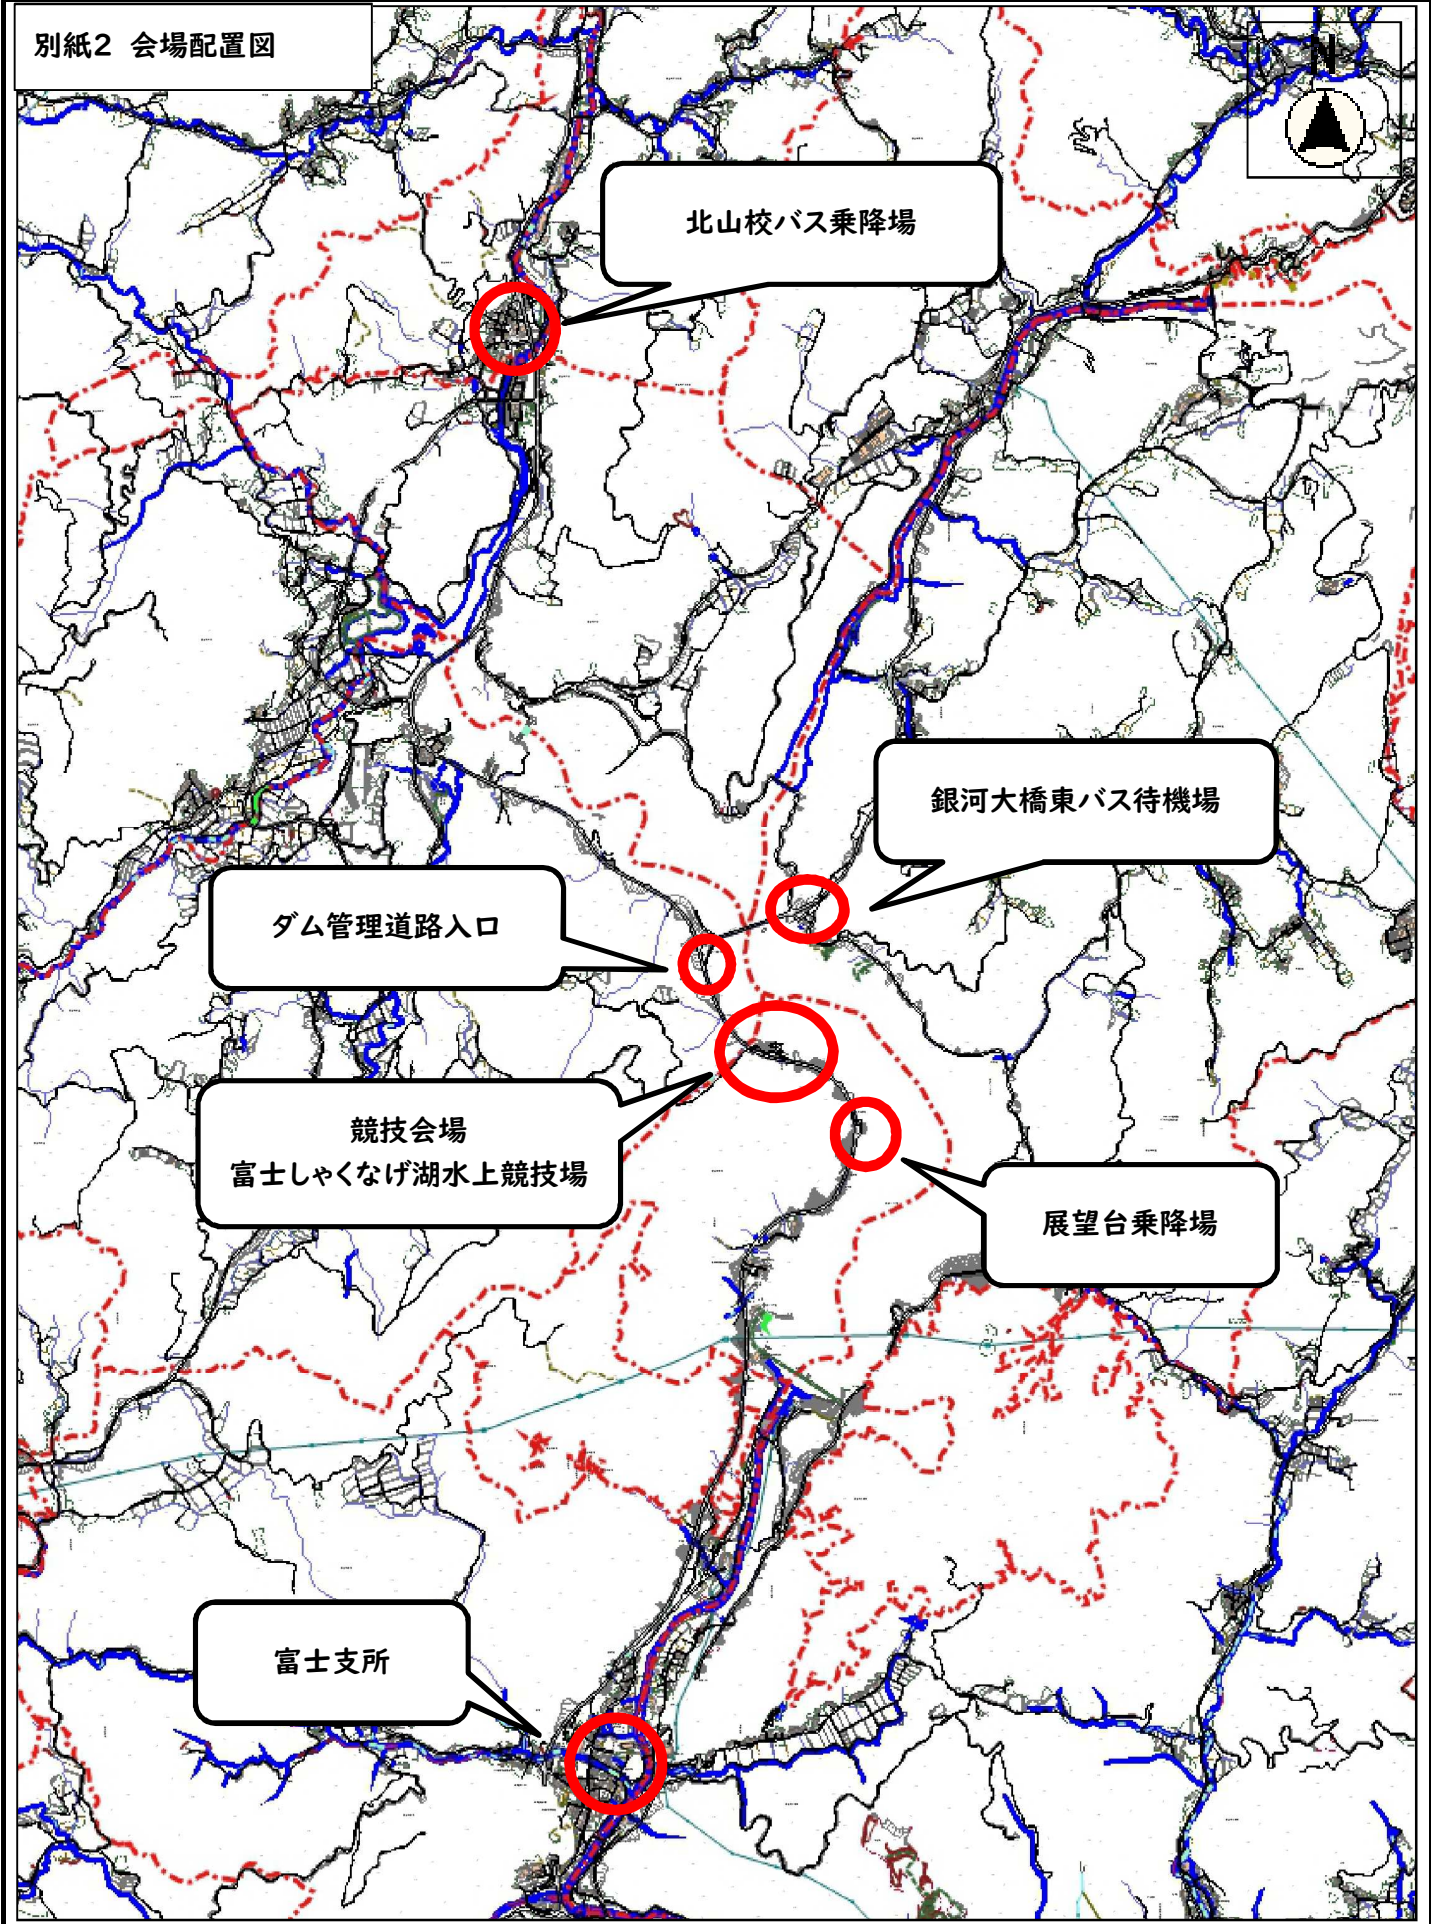 別紙2 会場配置図
N
北山校バス乗降場
銀河大橋東バス待機場
ダム管理道路入口
競技会場
富士しゃくなげ湖水上競技場
展望台乗降場
富士支所